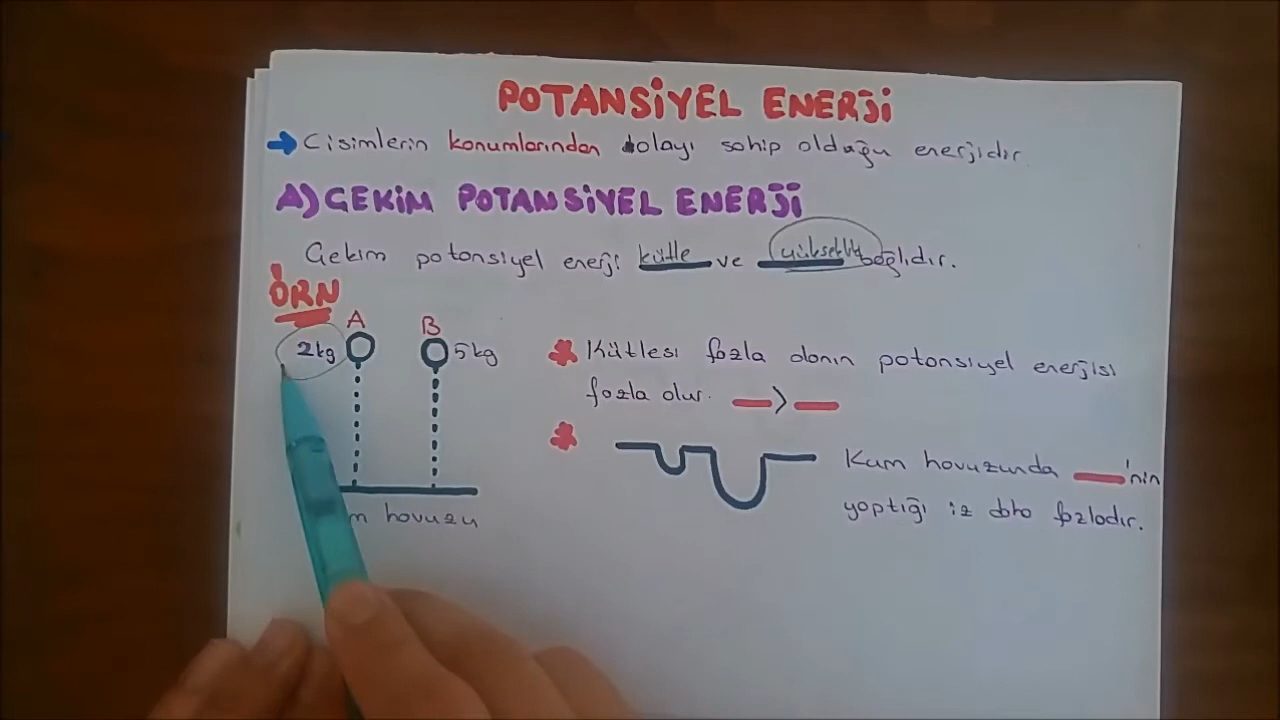 POTANSİYEL ENERJİ
Cisimlerin konumlarından dolayı sahip olduğu enerjidir.
A) ÇEKİM POTANSİYEL ENERJİ
Çekim potansiyel enerji kütle ve yükseklik bağlıdır.
ÖRN
A B
2kg 5kg
Kütlesi fazla olanın potansiyel enerjisi
fazla olur. >
Kum havuzunda 'nin
yaptığı iz daha fazladır.
havuzu